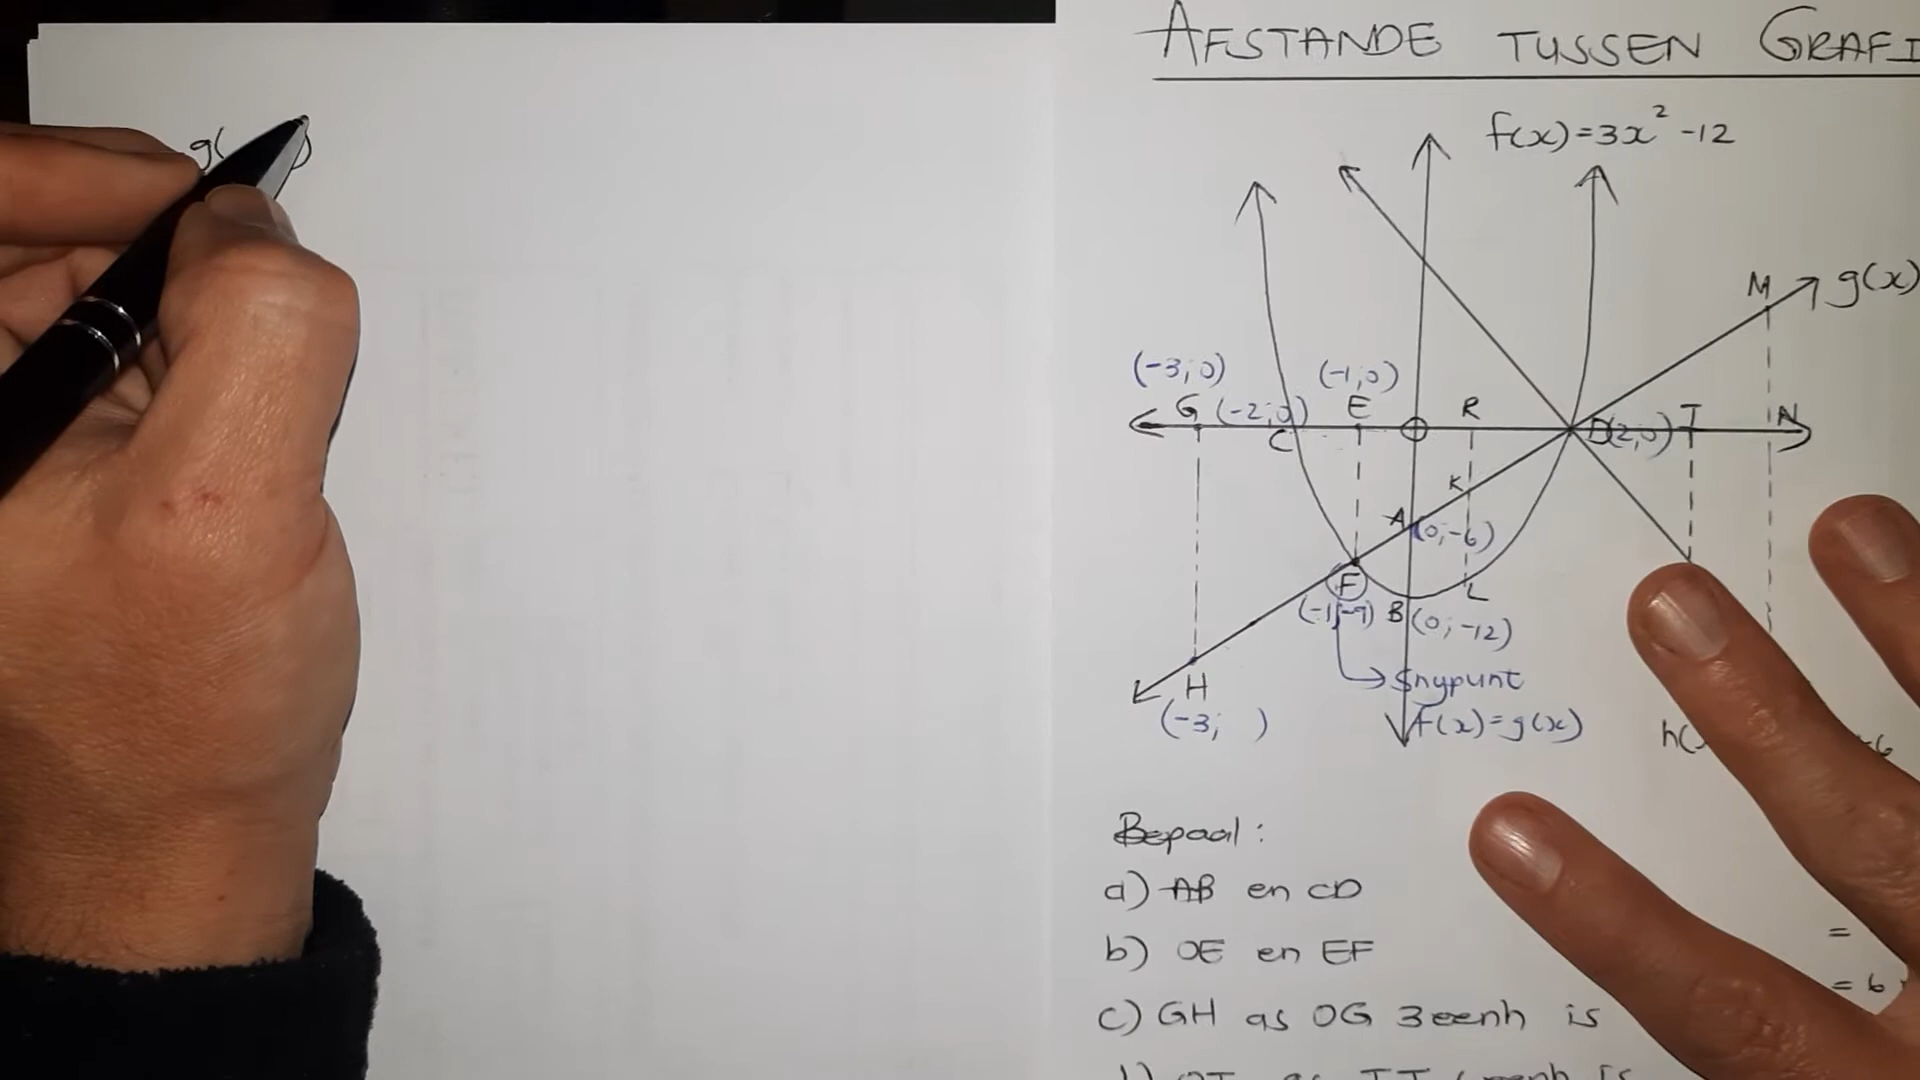 g(
AFSTANDE TUSSEN GRAFI
f(x)=3x²-12
M
g(x)
(-3;0)
(-1;0)
G
(-2;0)
E
R
T
N
C
D(2;0)
K
A
(0;-6)
F
L
(-1;-9)
B
(0;-12)
H
Snypunt
(-3; )
f(x)=g(x)
h(
Bepaal:
a) AB en CD
b) OE en EF
=
= 6
c) GH as OG 3eenh is